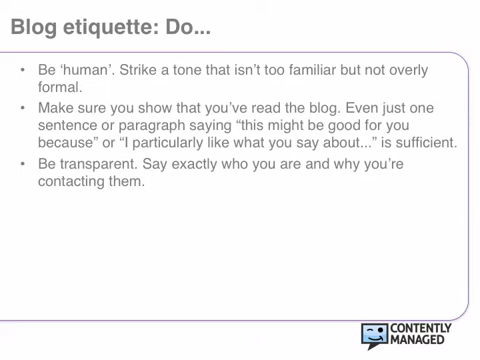 Blog etiquette: Do...
• Be ‘human’. Strike a tone that isn’t too familiar but not overly
formal.
• Make sure you show that you’ve read the blog. Even just one
sentence or paragraph saying “this might be good for you
because” or “I particularly like what you say about...” is sufficient.
• Be transparent. Say exactly who you are and why you’re
contacting them.
CONTENTLY
MANAGED